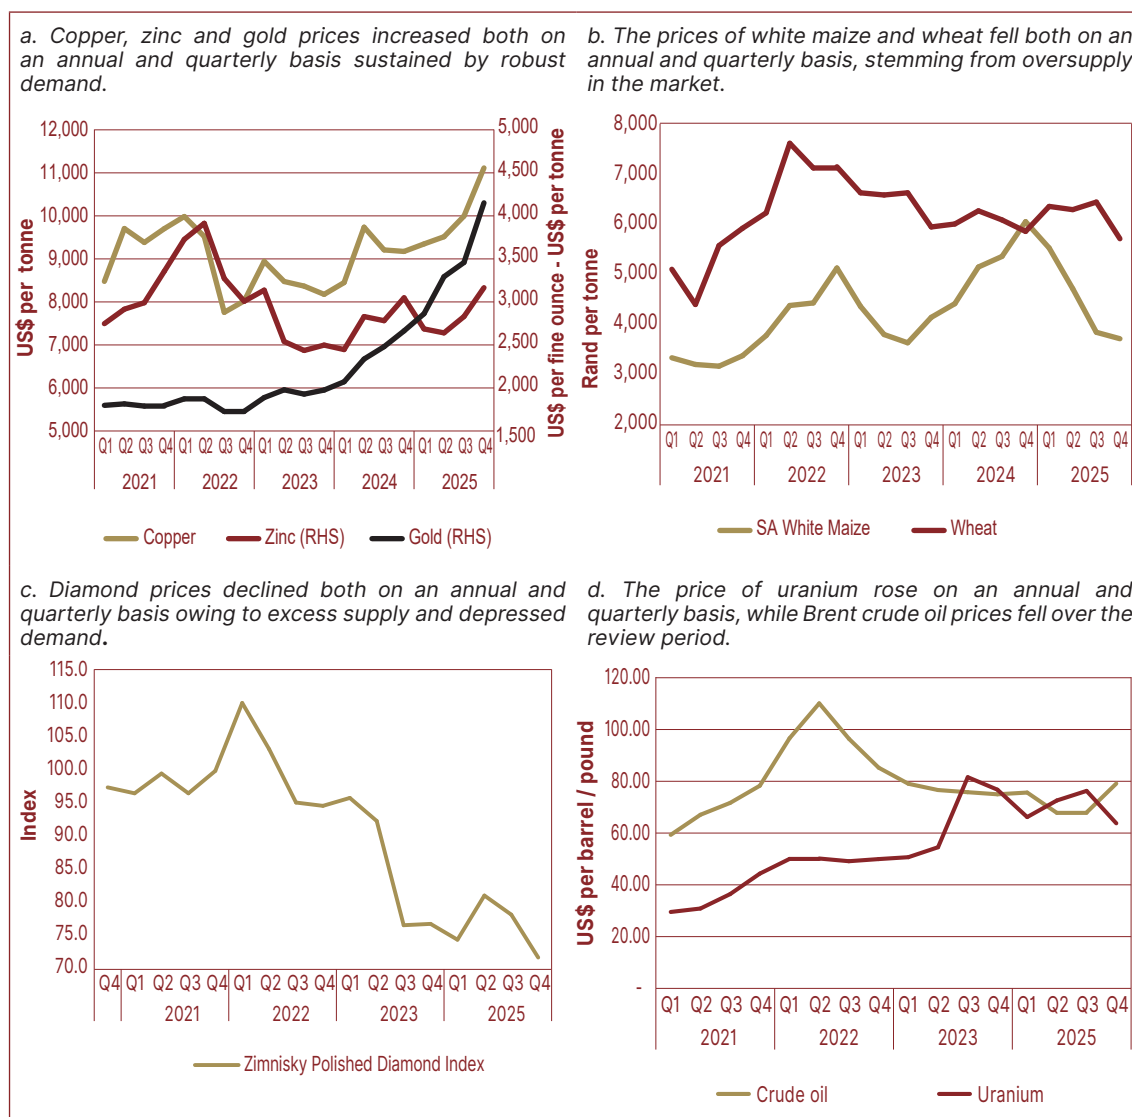 a. Copper, zinc and gold prices increased both on
an annual and quarterly basis sustained by robust
demand.
12,000
11,000
10,000
9,000
8,000
7,000
6,000
5,000
US$ per tonne
5,000
4,500
4,000
3,500
3,000
2,500
2,000
1,500
US$ per fine ounce - US$ per tonne
Q1 Q2 Q3 Q4 Q1 Q2 Q3 Q4 Q1 Q2 Q3 Q4 Q1 Q2 Q3 Q4 Q1 Q2 Q3 Q4
2021 2022 2023 2024 2025
Copper Zinc (RHS) Gold (RHS)
b. The prices of white maize and wheat fell both on an
annual and quarterly basis, stemming from oversupply
in the market.
8,000
7,000
6,000
5,000
4,000
3,000
2,000
Rand per tonne
Q1 Q2 Q3 Q4 Q1 Q2 Q3 Q4 Q1 Q2 Q3 Q4 Q1 Q2 Q3 Q4 Q1 Q2 Q3 Q4
2021 2022 2023 2024 2025
SA White Maize Wheat
c. Diamond prices declined both on an annual and
quarterly basis owing to excess supply and depressed
demand.
115.0
110.0
105.0
100.0
95.0
90.0
85.0
80.0
75.0
70.0
Index
Q4 Q1 Q2 Q3 Q4 Q1 Q2 Q3 Q4 Q1 Q2 Q3 Q4 Q1 Q2 Q3 Q4
2021 2022 2023 2025
Zimnisky Polished Diamond Index
d. The price of uranium rose on an annual and
quarterly basis, while Brent crude oil prices fell over the
review period.
120.00
100.00
80.00
60.00
40.00
20.00
-
US$ per barrel / pound
Q1 Q2 Q3 Q4 Q1 Q2 Q3 Q4 Q1 Q2 Q3 Q4 Q1 Q2 Q3 Q4
2021 2022 2023 2025
Crude oil Uranium